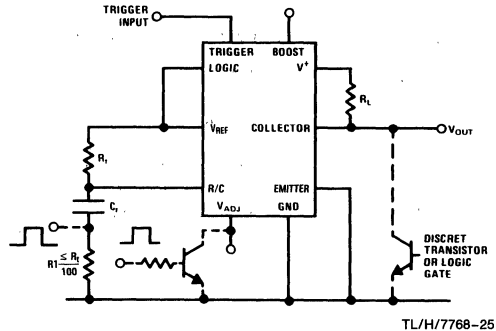 TRIGGER
INPUT
TRIGGER
BOOST
LOGIC
V+
RL
VREF
COLLECTOR
VOUT
Rt
R/C
EMITTER
Ct
VADJ
GND
R1 ≤ Rt/100
DISCRET
TRANSISTOR
OR LOGIC
GATE
TL/H/7768-25